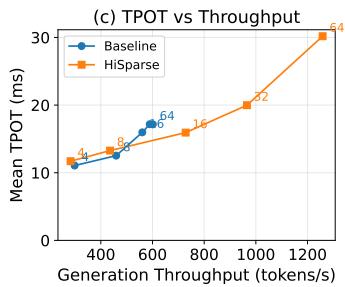 (c) TPOT vs Throughput
Baseline
HiSparse
Mean TPOT (ms)
30
20
10
0
64
32
16
64
8
8
4
4
400 600 800 1000 1200
Generation Throughput (tokens/s)